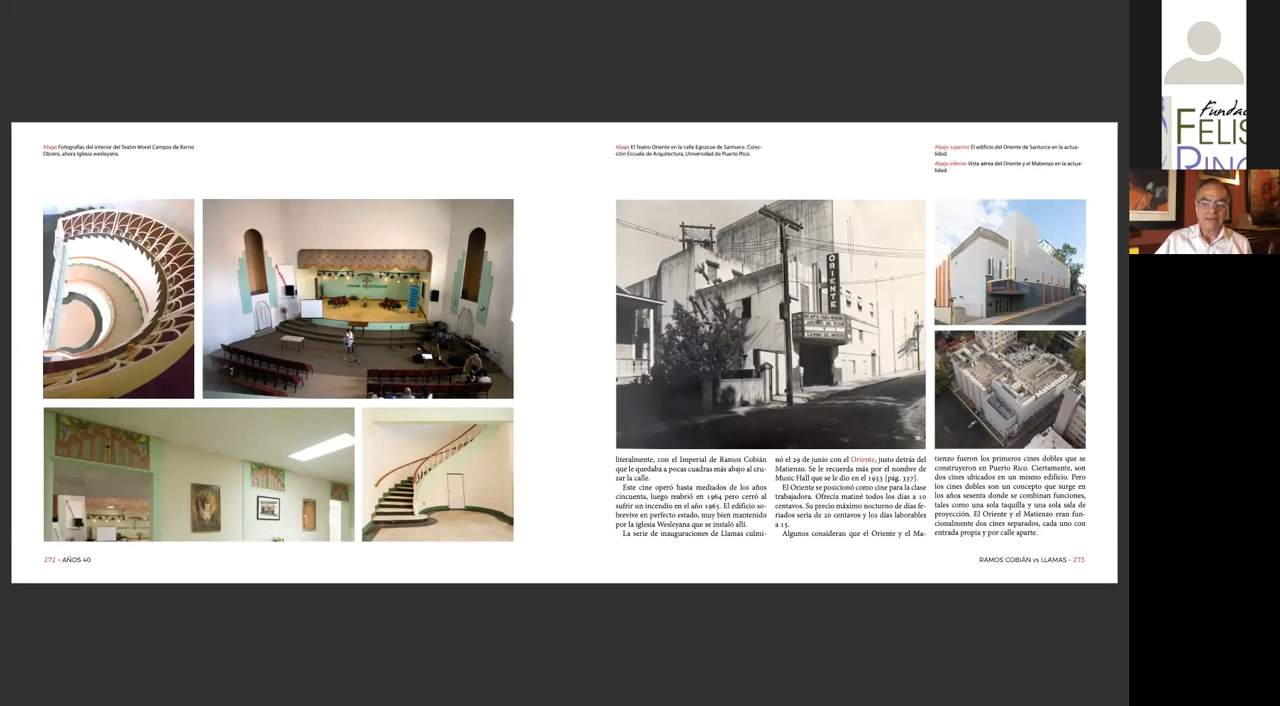 Abajo Fotografías del interior del Teatro Morel Campos de Barrio
Obrero, ahora Iglesia wesleyana.
Abajo El Teatro Oriente en la calle Egozcue de Santurce. Colec-
ción Escuela de Arquitectura, Universidad de Puerto Rico.
Abajo superior El edificio del Oriente de Santurce en la actua-
lidad.
Abajo inferior Vista aérea del Oriente y el Matienzo en la actua-
lidad.
ORIENTE
Oriente
Matienzo
literalmente, con el Imperial de Ramos Cobián
que le quedaba a pocas cuadras más abajo al cru-
zar la calle.
Este cine operó hasta mediados de los años
cincuenta, luego reabrió en 1964 pero cerró al
sufrir un incendio en el año 1965. El edificio so-
brevive en perfecto estado, muy bien mantenido
por la iglesia Wesleyana que se instaló allí.
La serie de inauguraciones de Llamas culmi-
nó el 29 de junio con el Oriente, justo detrás del
Matienzo. Se le recuerda más por el nombre de
Music Hall que se le dio en el 1953 [pág. 337].
El Oriente se posicionó como cine para la clase
trabajadora. Ofrecía matiné todos los días a 10
centavos. Su precio máximo nocturno de días fe-
riados sería de 20 centavos y los días laborables
a 15.
Algunos consideran que el Oriente y el Ma-
tienzo fueron los primeros cines dobles que se
construyeron en Puerto Rico. Ciertamente, son
dos cines ubicados en un mismo edificio. Pero
los cines dobles son un concepto que surge en
los años sesenta donde se combinan funciones,
tales como una sola taquilla y una sola sala de
proyección. El Oriente y el Matienzo eran fun-
cionalmente dos cines separados, cada uno con
entrada propia y por calle aparte.
272 - AÑOS 40
RAMOS COBIÁN vs LLAMAS - 273
Fundac
FELIS
RINC